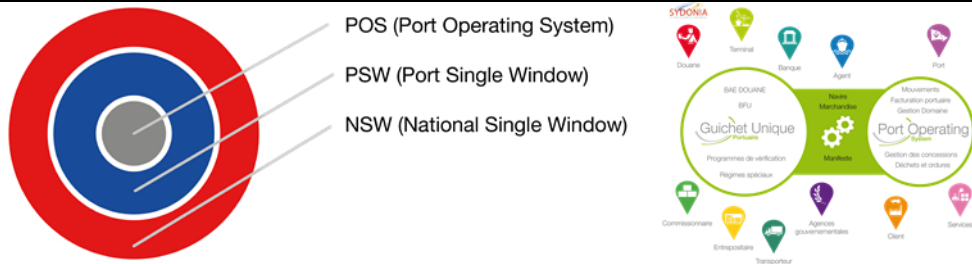 POS (Port Operating System)
PSW (Port Single Window)
NSW (National Single Window)
SYDONIA
Douane
Terminal
Banque
Agent
Port
BAE DOUANE
BFU
Guichet Unique
Portuaire
Programmes de vérification
Régimes spéciaux
Navire
Marchandise
Manifeste
Mouvements
Facturation portuaire
Gestion Domaine
Port Operating
System
Gestion des concessions
Déchets et ordures
Commissionnaire
Entrepositaire
Transporteur
Agences
gouvernementales
Client
Services